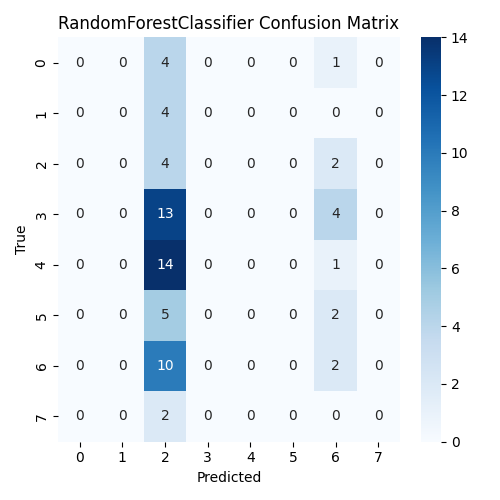 RandomForestClassifier Confusion Matrix
0 0 0 4 0 0 0 1 0
1 0 0 4 0 0 0 0 0
2 0 0 4 0 0 0 2 0
3 0 0 13 0 0 0 4 0
4 0 0 14 0 0 0 1 0
5 0 0 5 0 0 0 2 0
6 0 0 10 0 0 0 2 0
7 0 0 2 0 0 0 0 0
0 1 2 3 4 5 6 7
True
Predicted
14
12
10
8
6
4
2
0